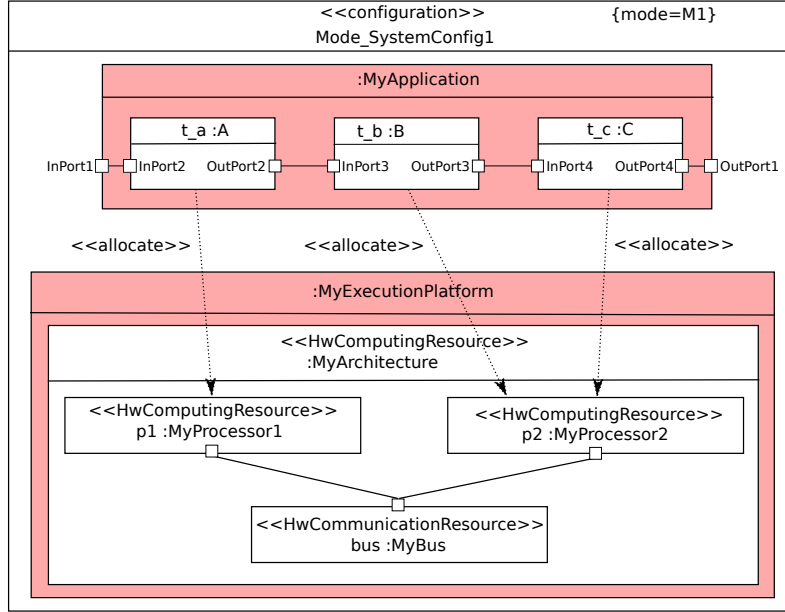 <<configuration>> {mode=M1}
Mode_SystemConfig1
:MyApplication
t_a :A t_b :B t_c :C
InPort1 InPort2 OutPort2 InPort3 OutPort3 InPort4 OutPort4 OutPort1
<<allocate>> <<allocate>> <<allocate>>
:MyExecutionPlatform
<<HwComputingResource>>
:MyArchitecture
<<HwComputingResource>>
p1 :MyProcessor1
<<HwComputingResource>>
p2 :MyProcessor2
<<HwCommunicationResource>>
bus :MyBus